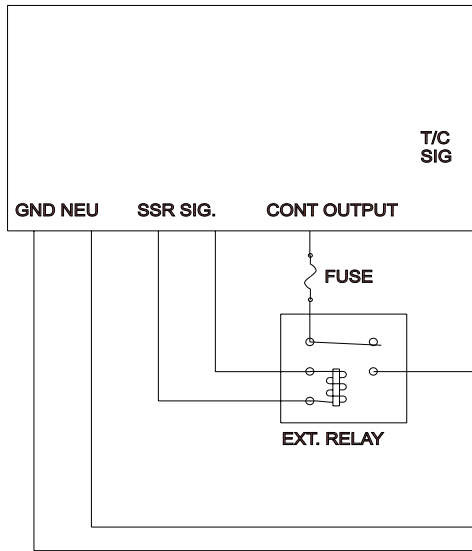 T/C
SIG
GND NEU SSR SIG. CONT OUTPUT
FUSE
EXT. RELAY